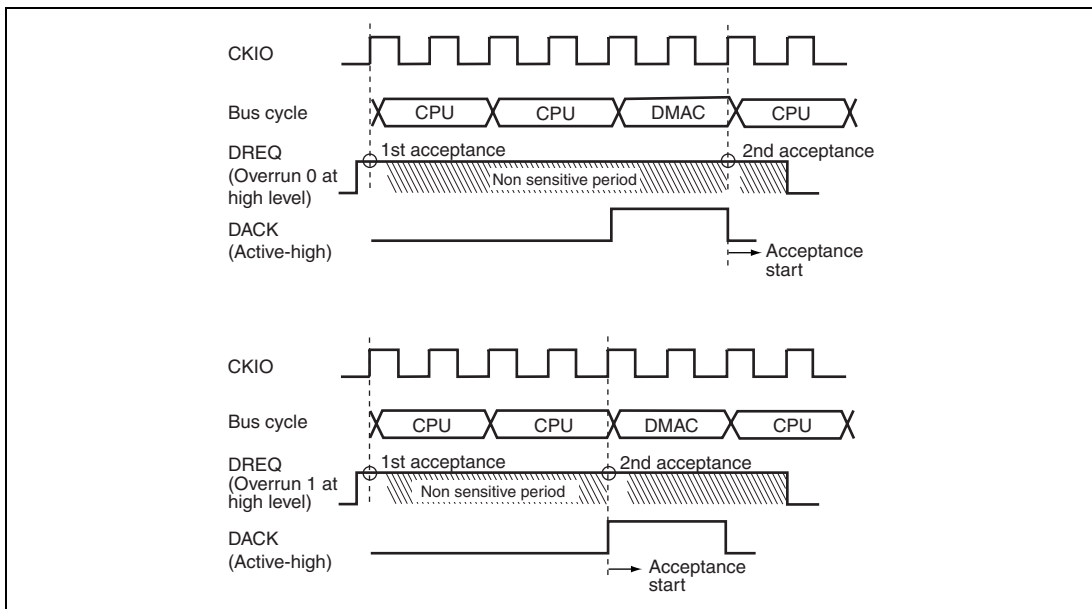 CKIO
Bus cycle
CPU CPU DMAC CPU
DREQ
(Overrun 0 at
high level)
1st acceptance
2nd acceptance
Non sensitive period
DACK
(Active-high)
Acceptance
start
CKIO
Bus cycle
CPU CPU DMAC CPU
DREQ
(Overrun 1 at
high level)
1st acceptance
2nd acceptance
Non sensitive period
DACK
(Active-high)
Acceptance
start